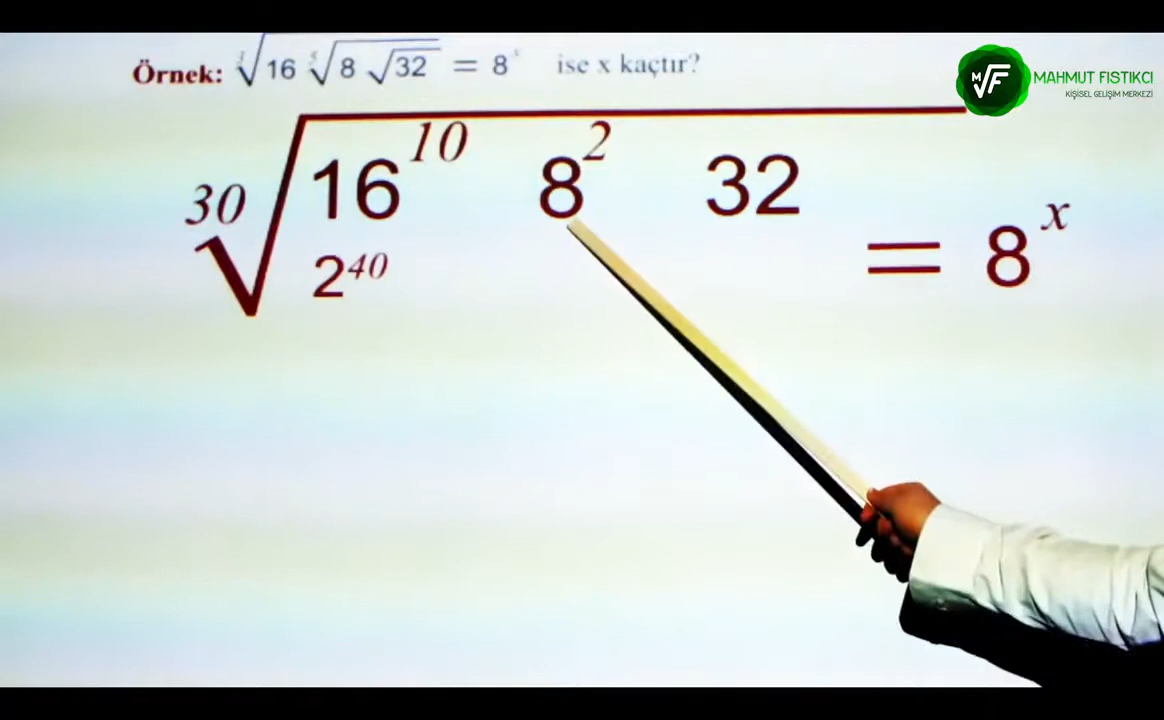 Örnek: ∛16 ⁵√8 √32 = 8ˣ ise x kaçtır?
MAHMUT FISTIKCI
KİŞİSEL GELİŞİM MERKEZİ
³⁰√16¹⁰ 8² 32 = 8ˣ
2⁴⁰